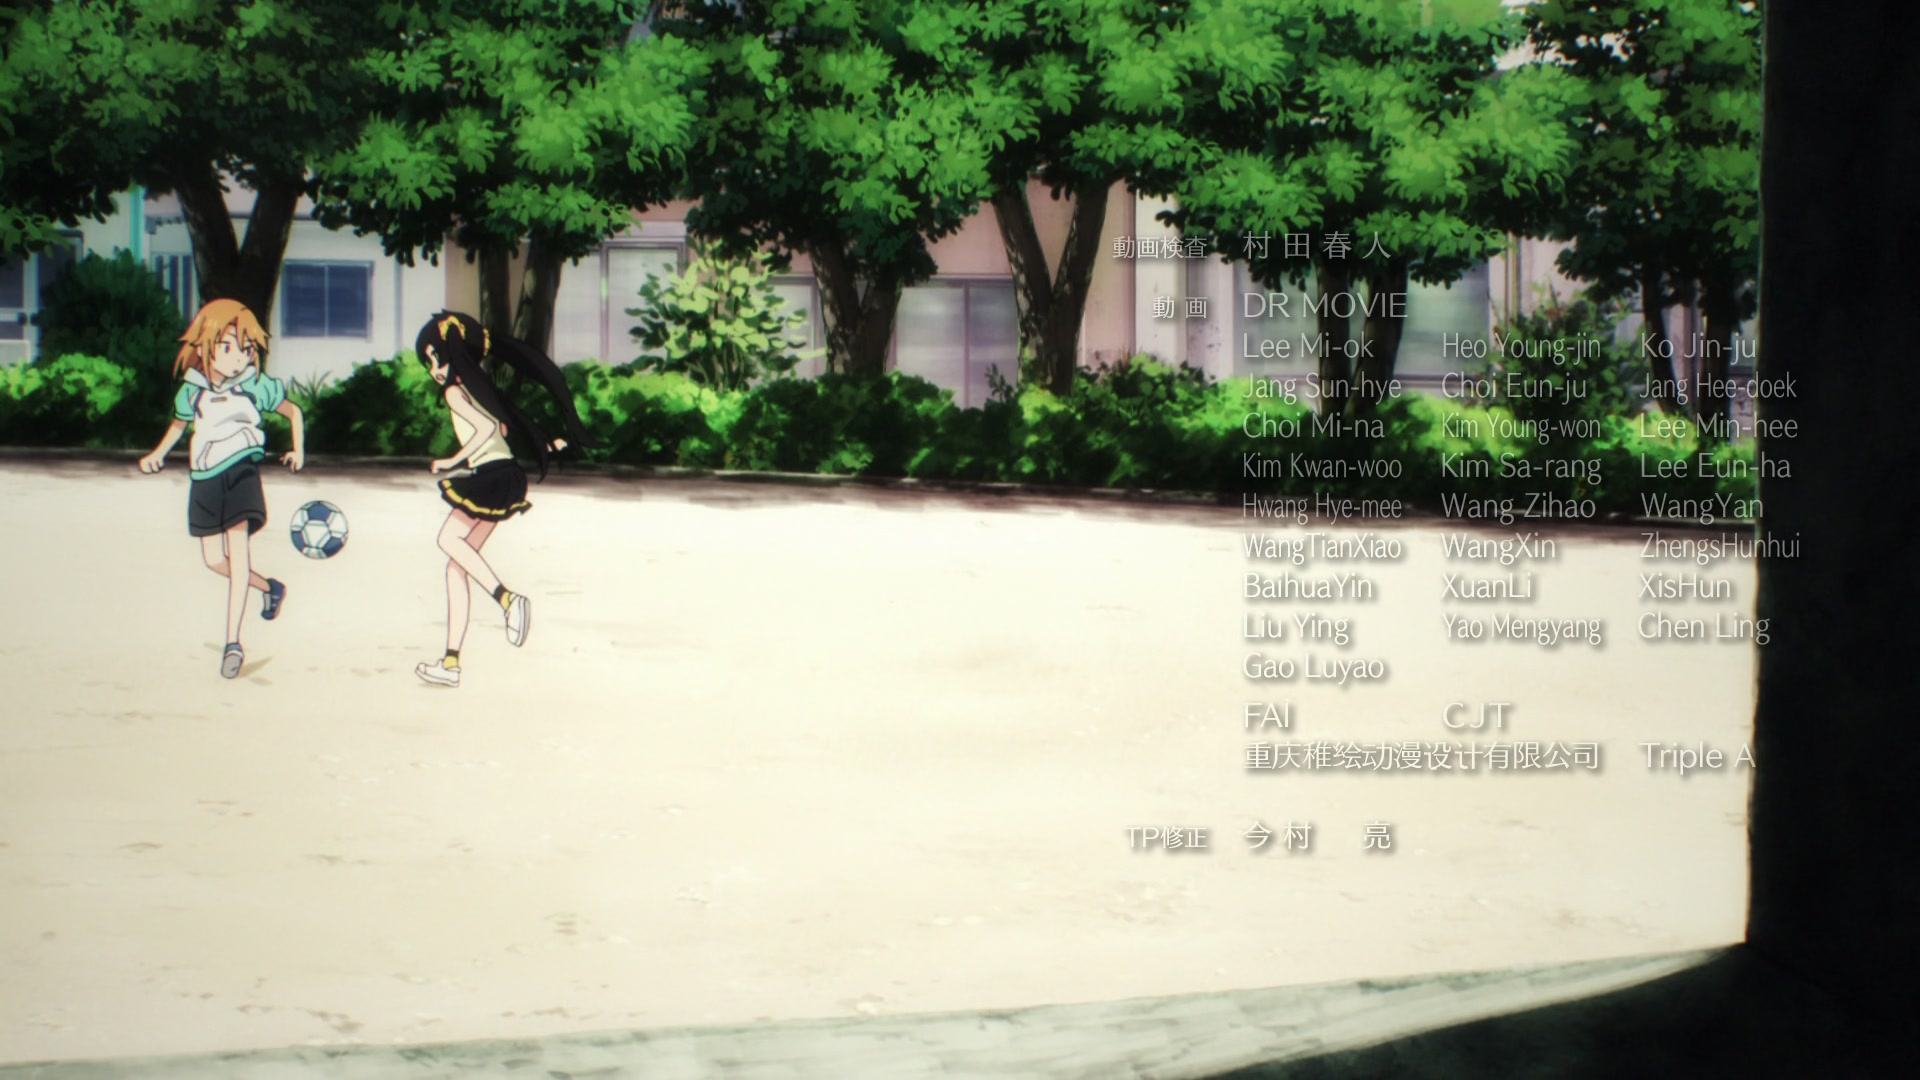 動画検査 村田春人
動画 DR MOVIE
Lee Mi-ok Heo Young-jin Ko Jin-ju
Jang Sun-hye Choi Eun-ju Jang Hee-doek
Choi Mi-na Kim Young-won Lee Min-hee
Kim Kwan-woo Kim Sa-rang Lee Eun-ha
Hwang Hye-mee Wang Zihao WangYan
WangTianXiao WangXin ZhengsHunhui
BaihuaYin XuanLi XisHun
Liu Ying Yao Mengyang Chen Ling
Gao Luyao
FAI CJT
重庆稚绘动漫设计有限公司 Triple A
TP修正 今村 亮